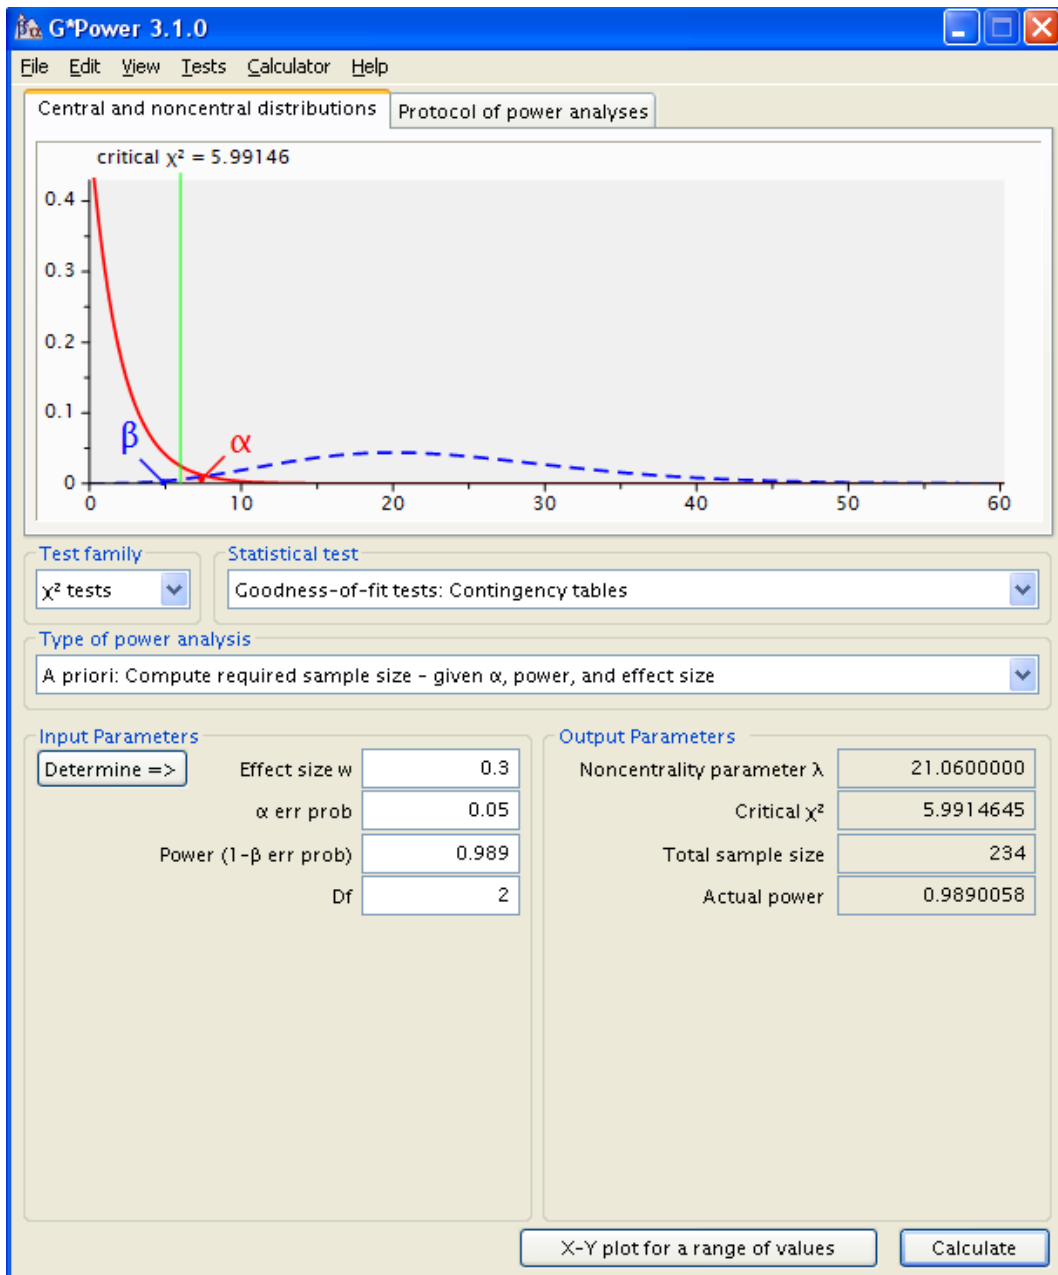 G*Power 3.1.0
File Edit View Tests Calculator Help
Central and noncentral distributions Protocol of power analyses
critical χ² = 5.99146
0.4
0.3
0.2
0.1
0
β α
0 10 20 30 40 50 60
Test family Statistical test
χ² tests Goodness-of-fit tests: Contingency tables
Type of power analysis
A priori: Compute required sample size - given α, power, and effect size
Input Parameters
Determine => Effect size w 0.3
α err prob 0.05
Power (1-β err prob) 0.989
Df 2
Output Parameters
Noncentrality parameter λ 21.0600000
Critical χ² 5.9914645
Total sample size 234
Actual power 0.9890058
X-Y plot for a range of values Calculate